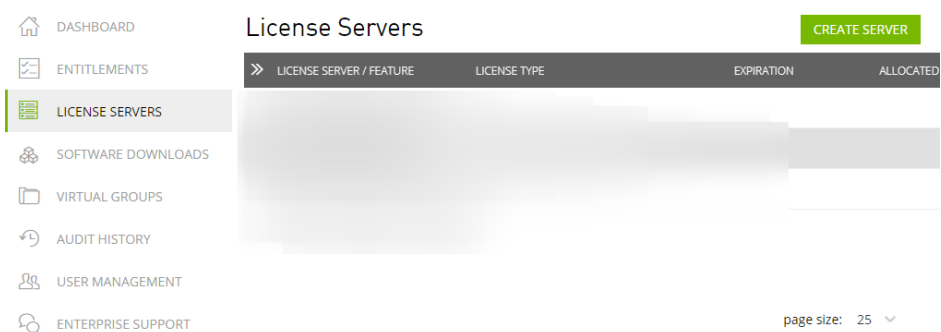 DASHBOARD
ENTITLEMENTS
LICENSE SERVERS
SOFTWARE DOWNLOADS
VIRTUAL GROUPS
AUDIT HISTORY
USER MANAGEMENT
ENTERPRISE SUPPORT
License Servers
CREATE SERVER
LICENSE SERVER / FEATURE LICENSE TYPE EXPIRATION ALLOCATED
page size: 25